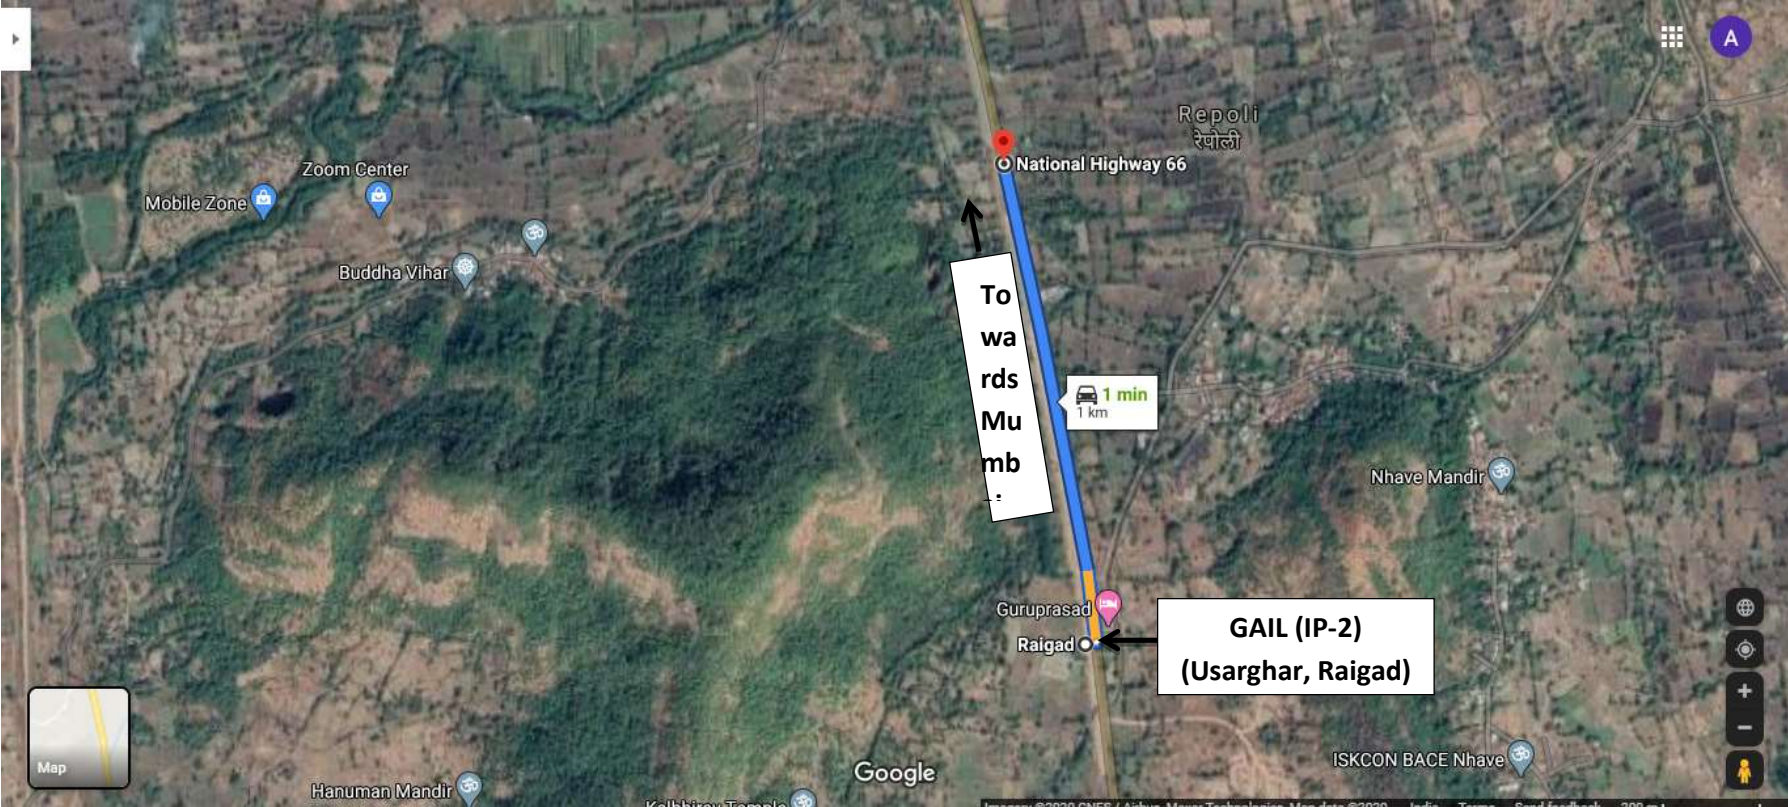 A
Repoli
रेपोली
National Highway 66
Zoom Center
Mobile Zone
Buddha Vihar
To
wa
rds
Mu
mb
1 min
1 km
Nhave Mandir
Guruprasad
Raigad
GAIL (IP-2)
(Usarghar, Raigad)
Map
Google
ISKCON BACE Nhave
Hanuman Mandir